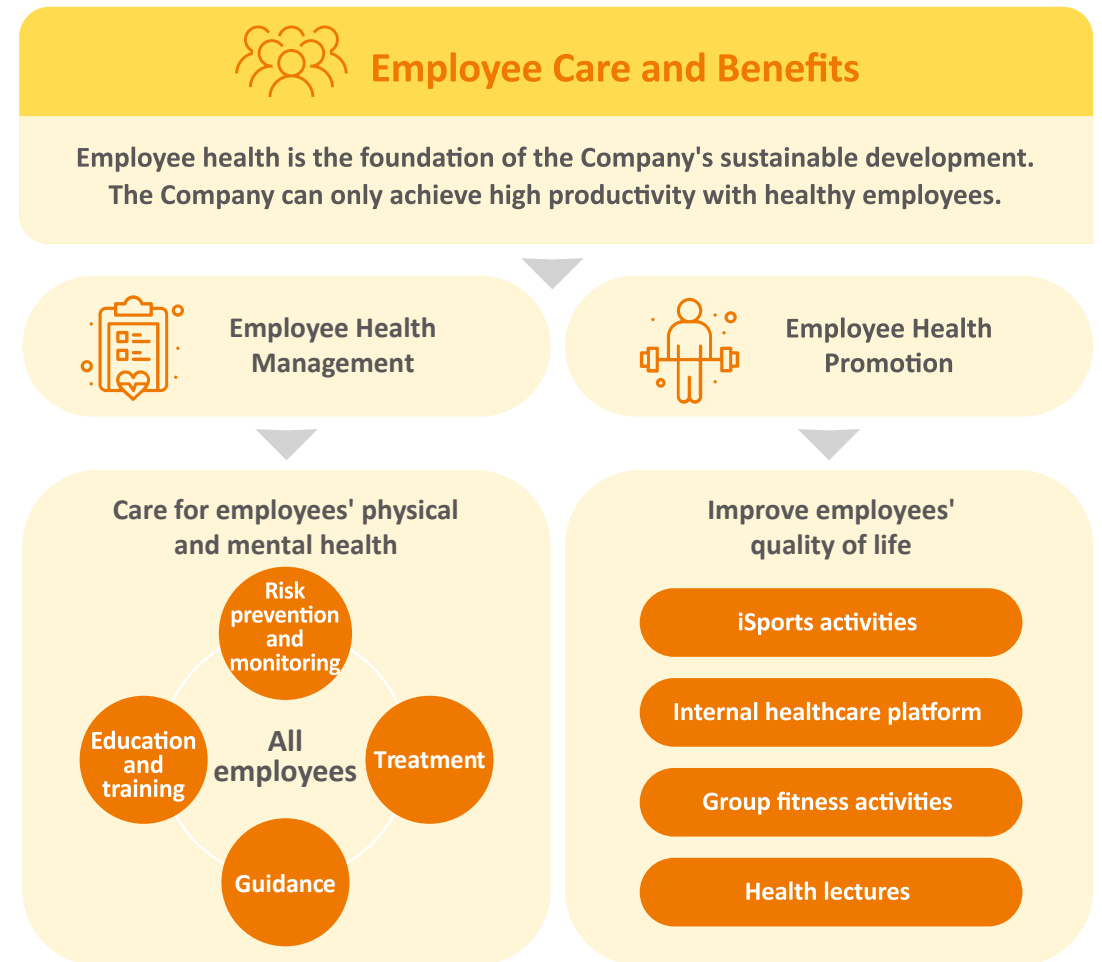 Employee Care and Benefits
Employee health is the foundation of the Company's sustainable development.
The Company can only achieve high productivity with healthy employees.
Employee Health
Management
Employee Health
Promotion
Care for employees' physical
and mental health
Risk
prevention
and
monitoring
Education
and
training
All
employees
Treatment
Guidance
Improve employees'
quality of life
iSports activities
Internal healthcare platform
Group fitness activities
Health lectures